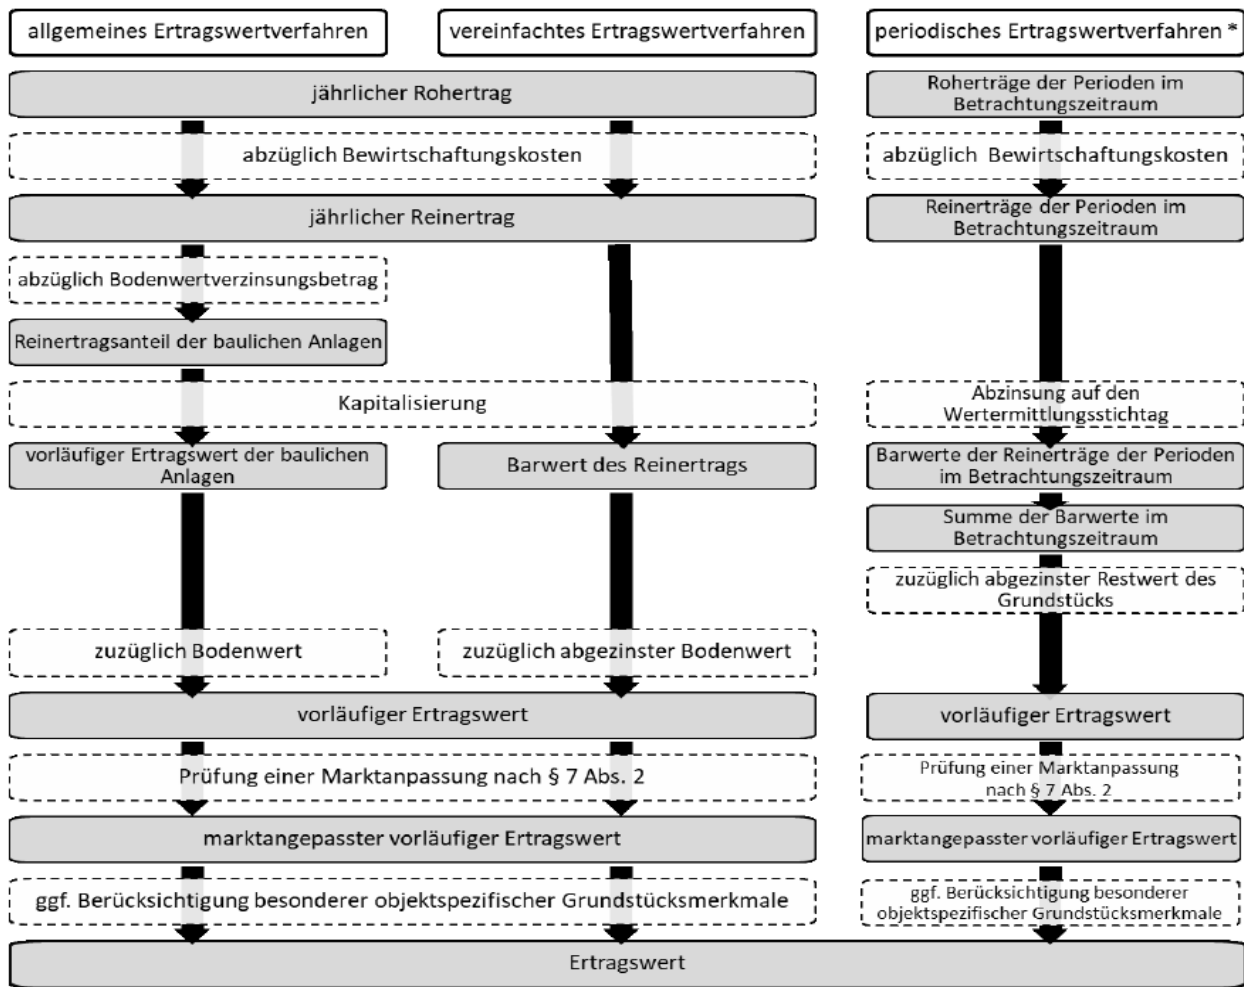 allgemeines Ertragswertverfahren
vereinfachtes Ertragswertverfahren
periodisches Ertragswertverfahren *
jährlicher Rohertrag
Roherträge der Perioden im
Betrachtungszeitraum
abzüglich Bewirtschaftungskosten
abzüglich Bewirtschaftungskosten
jährlicher Reinertrag
Reinerträge der Perioden im
Betrachtungszeitraum
abzüglich Bodenwertverzinsungsbetrag
Reinertragsanteil der baulichen Anlagen
Kapitalisierung
Abzinsung auf den
Wertermittlungsstichtag
vorläufiger Ertragswert der baulichen
Anlagen
Barwert des Reinertrags
Barwerte der Reinerträge der Perioden
im Betrachtungszeitraum
Summe der Barwerte im
Betrachtungszeitraum
zuzüglich abgezinster Restwert des
Grundstücks
zuzüglich Bodenwert
zuzüglich abgezinster Bodenwert
vorläufiger Ertragswert
vorläufiger Ertragswert
Prüfung einer Marktanpassung nach § 7 Abs. 2
Prüfung einer Marktanpassung
nach § 7 Abs. 2
marktangepasster vorläufiger Ertragswert
marktangepasster vorläufiger Ertragswert
ggf. Berücksichtigung besonderer objektspezifischer Grundstücksmerkmale
ggf. Berücksichtigung besonderer
objektspezifischer Grundstücksmerkmale
Ertragswert